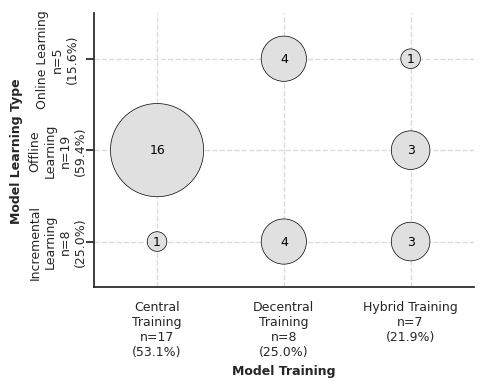 Model Learning Type
Online Learning
n=5
(15.6%)
4
1
Offline
Learning
n=19
(59.4%)
16
3
Incremental
Learning
n=8
(25.0%)
1
4
3
Central
Training
n=17
(53.1%)
Decentral
Training
n=8
(25.0%)
Hybrid Training
n=7
(21.9%)
Model Training